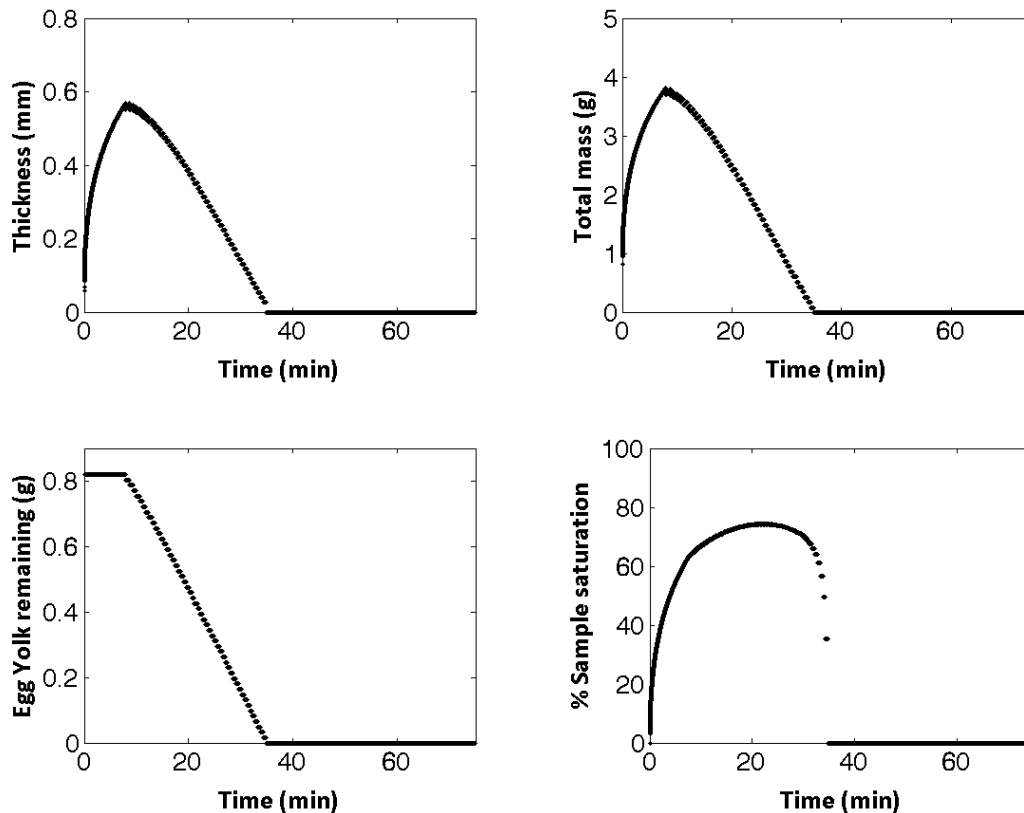 Thickness (mm)
0.8
0.6
0.4
0.2
0
0 20 40 60
Time (min)
Total mass (g)
5
4
3
2
1
0
0 20 40 60
Time (min)
Egg Yolk remaining (g)
0.8
0.6
0.4
0.2
0
0 20 40 60
Time (min)
% Sample saturation
100
80
60
40
20
0
0 20 40 60
Time (min)